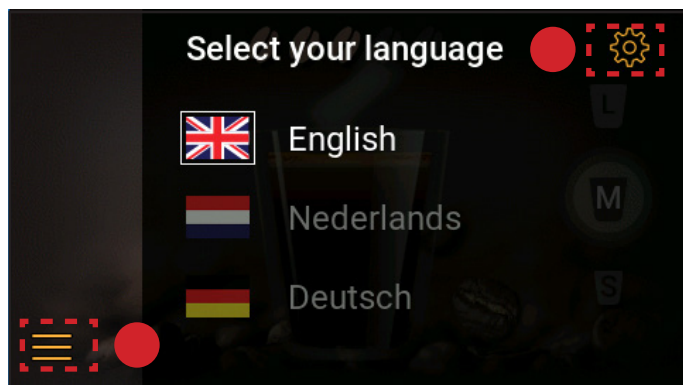 Select your language
L
English
M
Nederlands
S
Deutsch